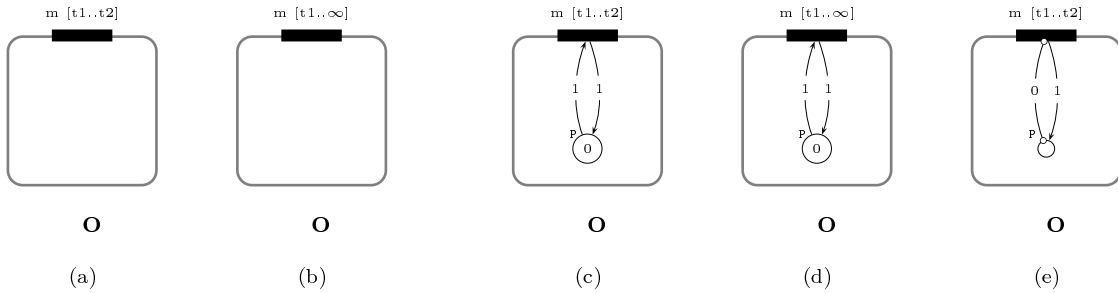 m [t1..t2] m [t1..∞] m [t1..t2] m [t1..∞] m [t1..t2]
1 1 1 1 0 1
P P P
0 0
O O O O O
(a) (b) (c) (d) (e)